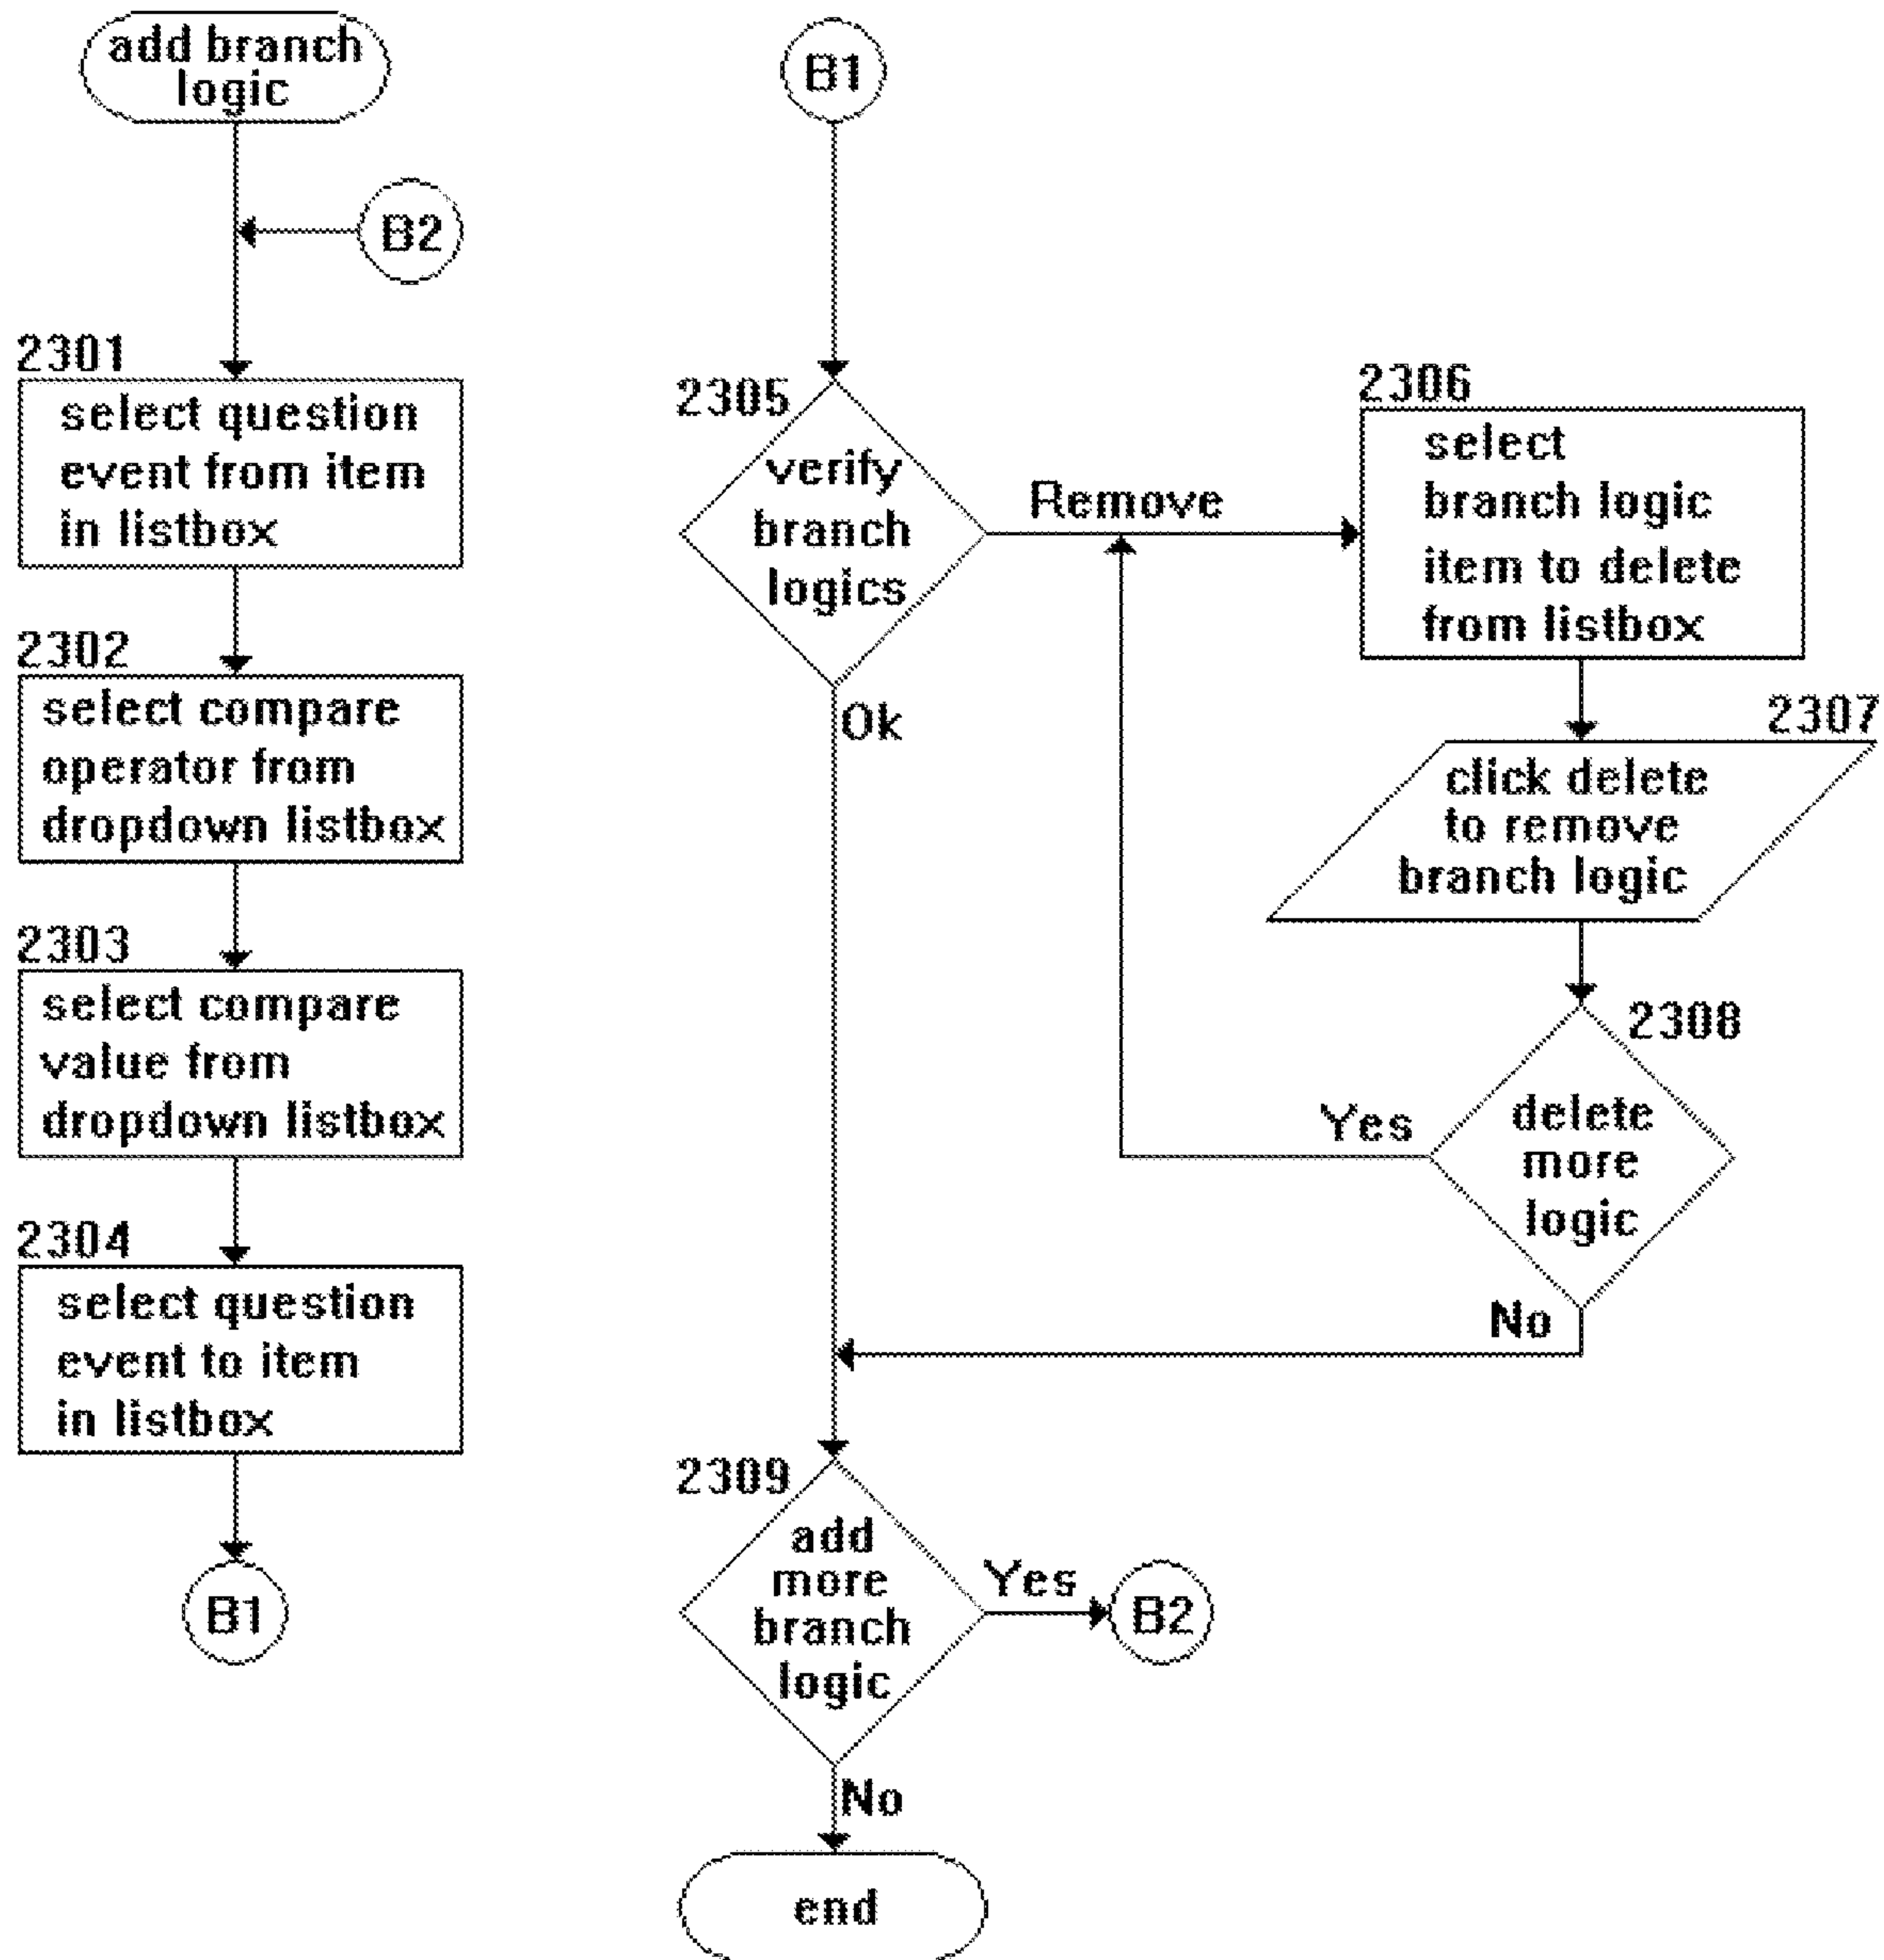 add branch
logic
B2
2301
select question
event from item
in listbox
2302
select compare
operator from
dropdown listbox
2303
select compare
value from
dropdown listbox
2304
select question
event to item
in listbox
B1
B1
2305
verify
branch
logics
Remove
Ok
2306
select
branch logic
item to delete
from listbox
2307
click delete
to remove
branch logic
2308
delete
more
logic
Yes
No
2309
add
more
branch
logic
Yes
B2
No
end